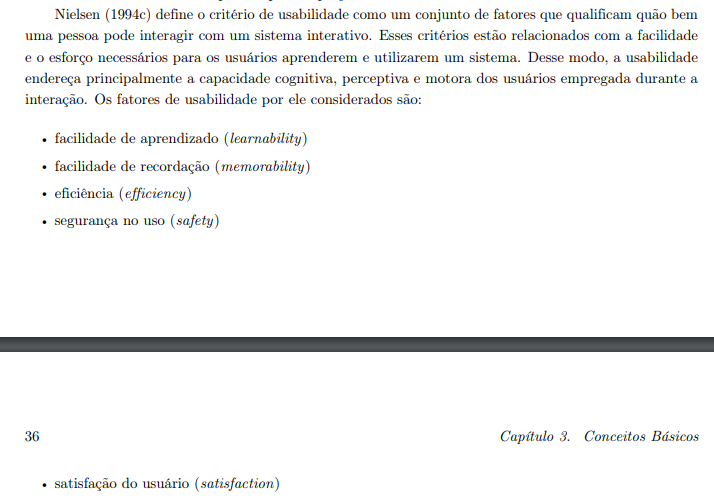 Nielsen (1994c) define o critério de usabilidade como um conjunto de fatores que qualificam quão bem
uma pessoa pode interagir com um sistema interativo. Esses critérios estão relacionados com a facilidade
e o esforço necessários para os usuários aprenderem e utilizarem um sistema. Desse modo, a usabilidade
endereça principalmente a capacidade cognitiva, perceptiva e motora dos usuários empregada durante a
interação. Os fatores de usabilidade por ele considerados são:
• facilidade de aprendizado (learnability)
• facilidade de recordação (memorability)
• eficiência (efficiency)
• segurança no uso (safety)
36 Capítulo 3. Conceitos Básicos
• satisfação do usuário (satisfaction)